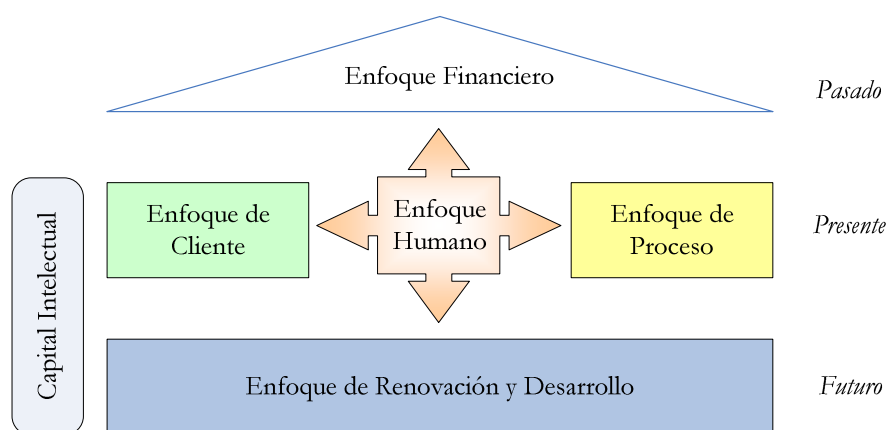 Enfoque Financiero
Pasado
Capital Intelectual
Enfoque de
Cliente
Enfoque
Humano
Enfoque de
Proceso
Presente
Enfoque de Renovación y Desarrollo
Futuro